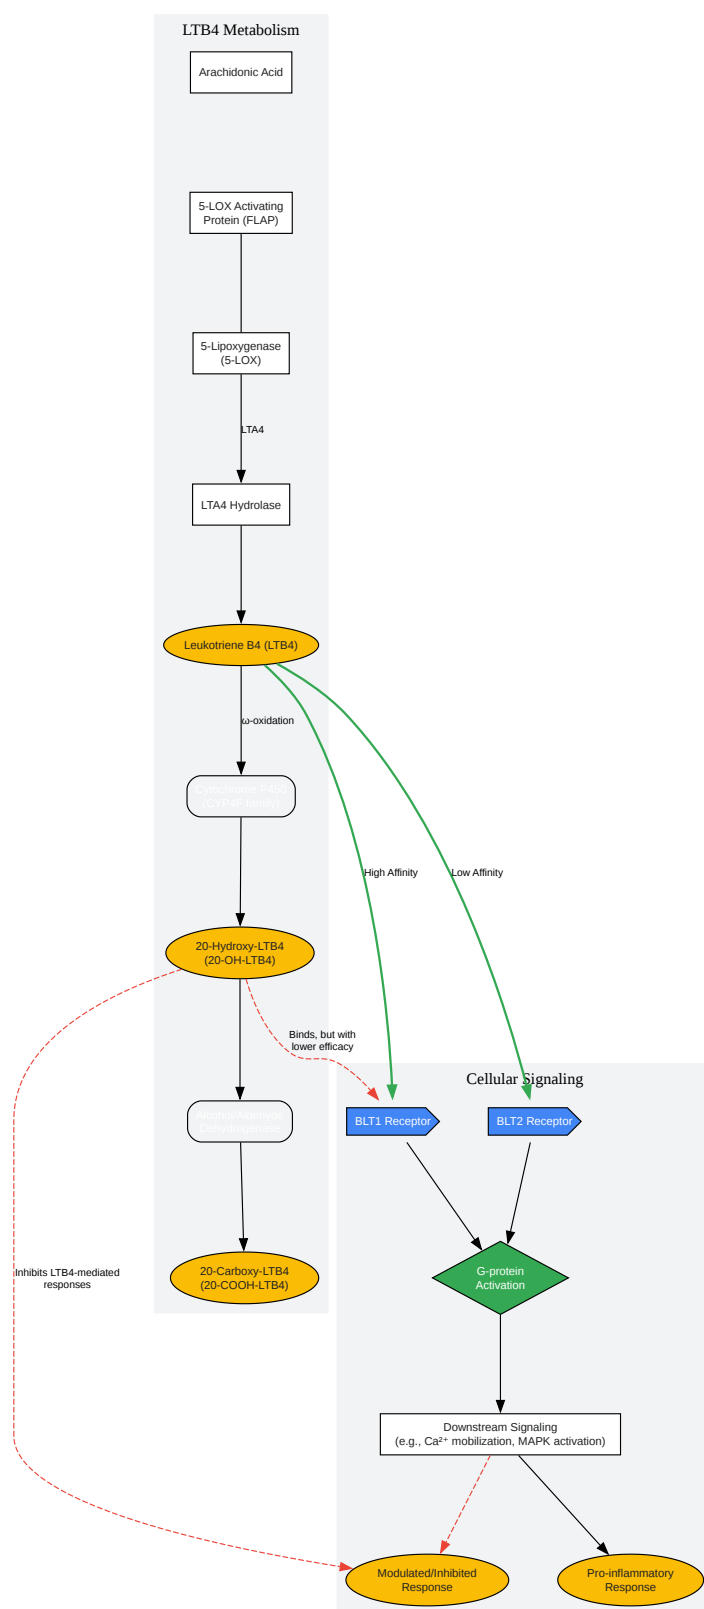 LTB4 Metabolism
Arachidonic Acid
5-LOX Activating
Protein (FLAP)
5-Lipoxygenase
(5-LOX)
LTA4
LTA4 Hydrolase
Leukotriene B4 (LTB4)
ω-oxidation
Cytochrome P450
(CYP4F family)
High Affinity
Low Affinity
20-Hydroxy-LTB4
(20-OH-LTB4)
Binds, but with
lower efficacy
Cellular Signaling
Alcohol/Aldehyde
Dehydrogenase
BLT1 Receptor
BLT2 Receptor
20-Carboxy-LTB4
(20-COOH-LTB4)
G-protein
Activation
Inhibits LTB4-mediated
responses
Downstream Signaling
(e.g., Ca²⁺ mobilization, MAPK activation)
Modulated/Inhibited
Response
Pro-inflammatory
Response